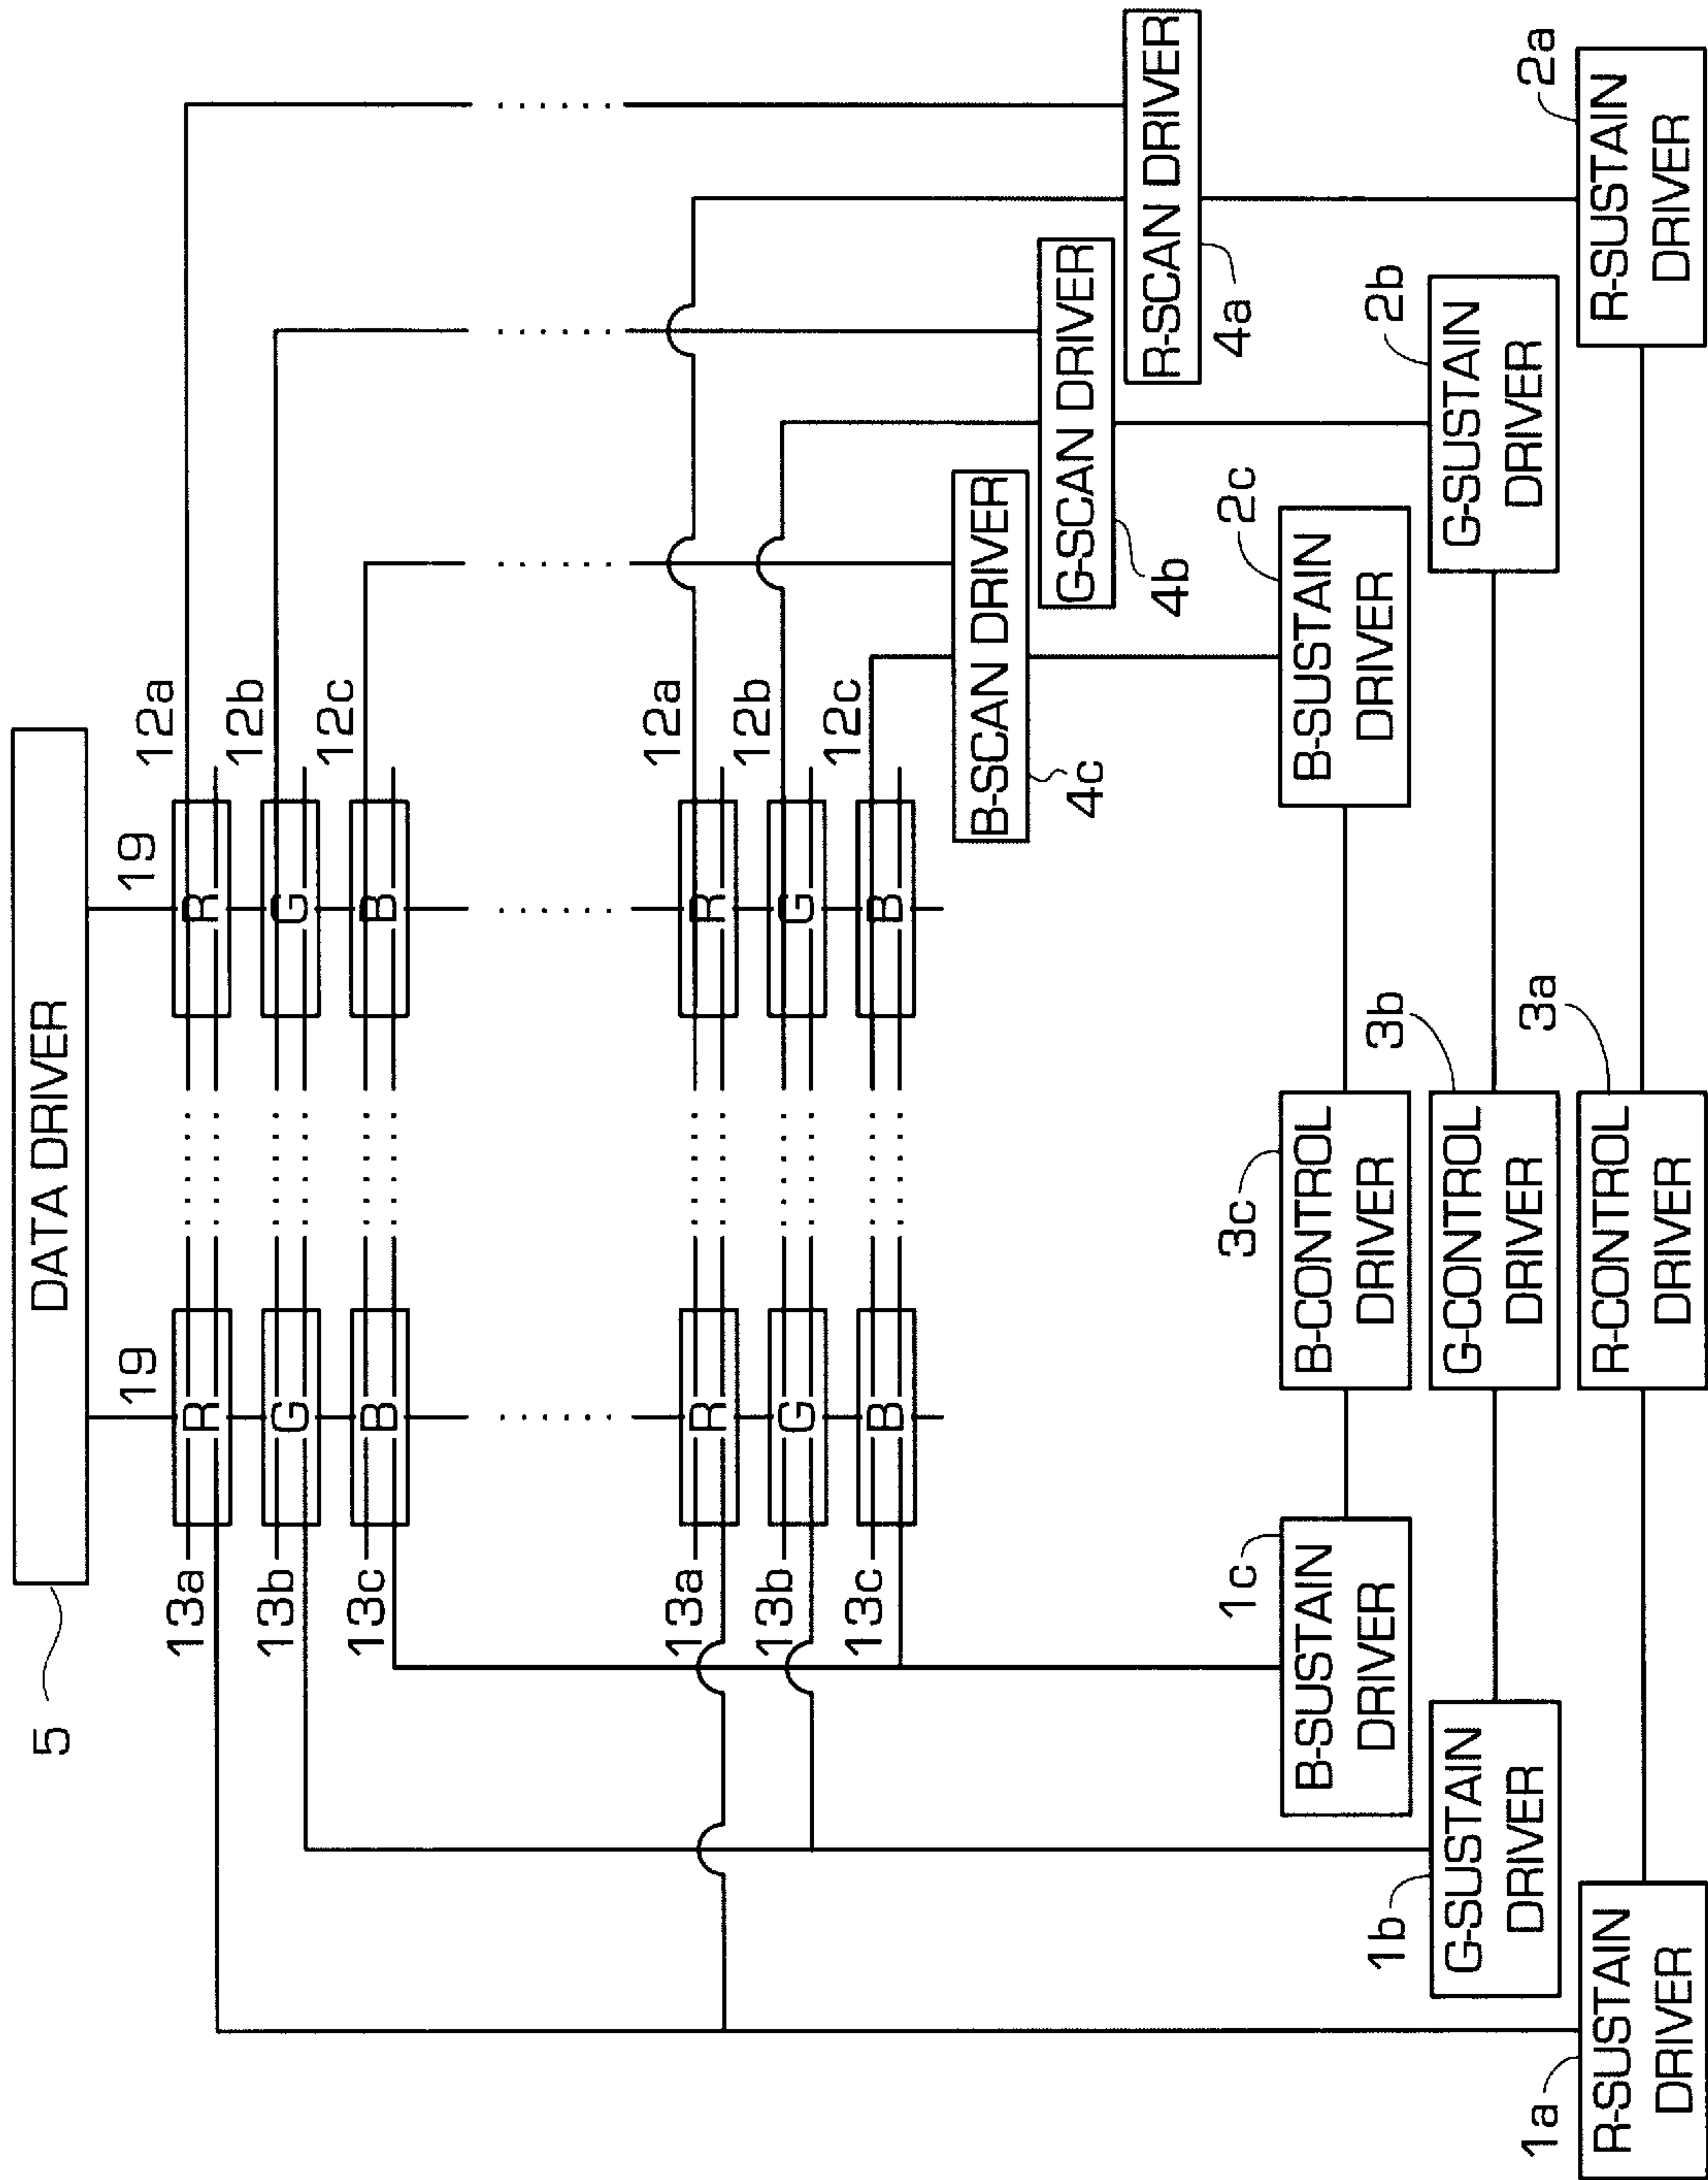 DATA DRIVER
5
19
19
R
R
12a
13a
G
G
12b
13b
B
B
12c
13c
R
R
12a
13a
G
G
12b
13b
B
B
12c
13c
B-SCAN DRIVER
4c
G-SCAN DRIVER
4b
R-SCAN DRIVER
4a
B-SUSTAIN
DRIVER
1c
B-CONTROL
DRIVER
3c
B-SUSTAIN
DRIVER
2c
G-SUSTAIN
DRIVER
1b
G-CONTROL
DRIVER
3b
G-SUSTAIN
DRIVER
2b
R-SUSTAIN
DRIVER
1a
R-CONTROL
DRIVER
3a
R-SUSTAIN
DRIVER
2a